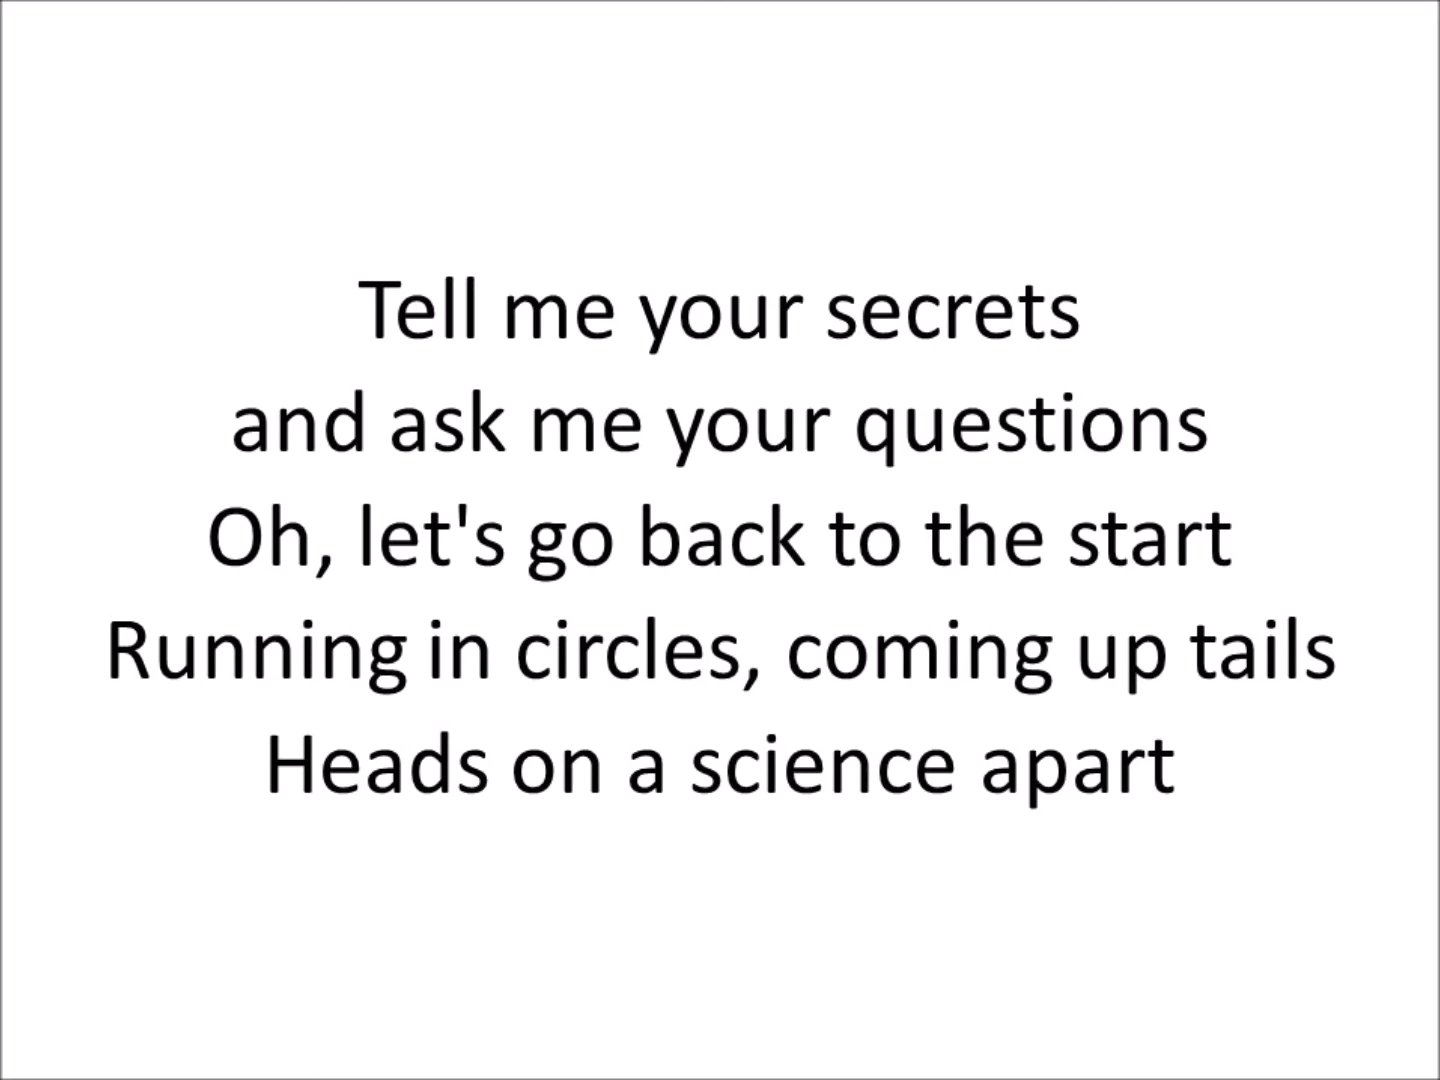 Tell me your secrets
and ask me your questions
Oh, let's go back to the start
Running in circles, coming up tails
Heads on a science apart